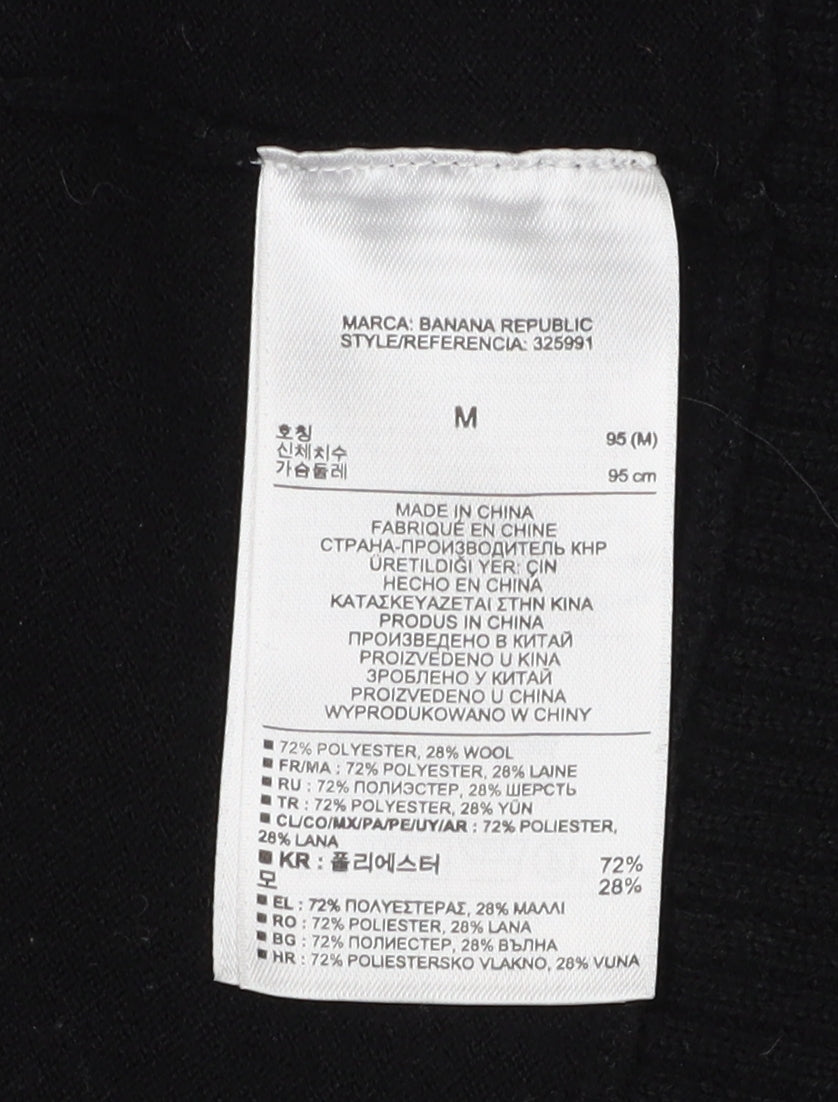 MARCA: BANANA REPUBLIC
STYLE/REFERENCIA: 325991
M
호칭 95 (M)
신체치수
가슴둘레 95 cm
MADE IN CHINA
FABRIQUÉ EN CHINE
СТРАНА-ПРОИЗВОДИТЕЛЬ КНР
ÜRETILDIĞI YER: ÇIN
HECHO EN CHINA
ΚΑΤΑΣΚΕΥΑΖΕΤΑΙ ΣΤΗΝ ΚΙΝΑ
PRODUS IN CHINA
ПРОИЗВЕДЕНО В КИТАЙ
PROIZVEDENO U KINA
ЗРОБЛЕНО У КИТАЙ
PROIZVEDENO U CHINA
WYPRODUKOWANO W CHINY
■ 72% POLYESTER, 28% WOOL
■ FR/MA : 72% POLYESTER, 28% LAINE
■ RU : 72% ПОЛИЭСТЕР, 28% ШЕРСТЬ
■ TR : 72% POLYESTER, 28% YÜN
■ CL/CO/MX/PA/PE/UY/AR : 72% POLIESTER,
28% LANA
■ KR : 폴리에스터 72%
모 28%
■ EL : 72% ΠΟΛΥΕΣΤΕΡΑΣ, 28% ΜΑΛΛΙ
■ RO : 72% POLIESTER, 28% LANA
■ BG : 72% ПОЛИЕСТЕР, 28% ВЪЛНА
■ HR : 72% POLIESTERSKO VLAKNO, 28% VUNA